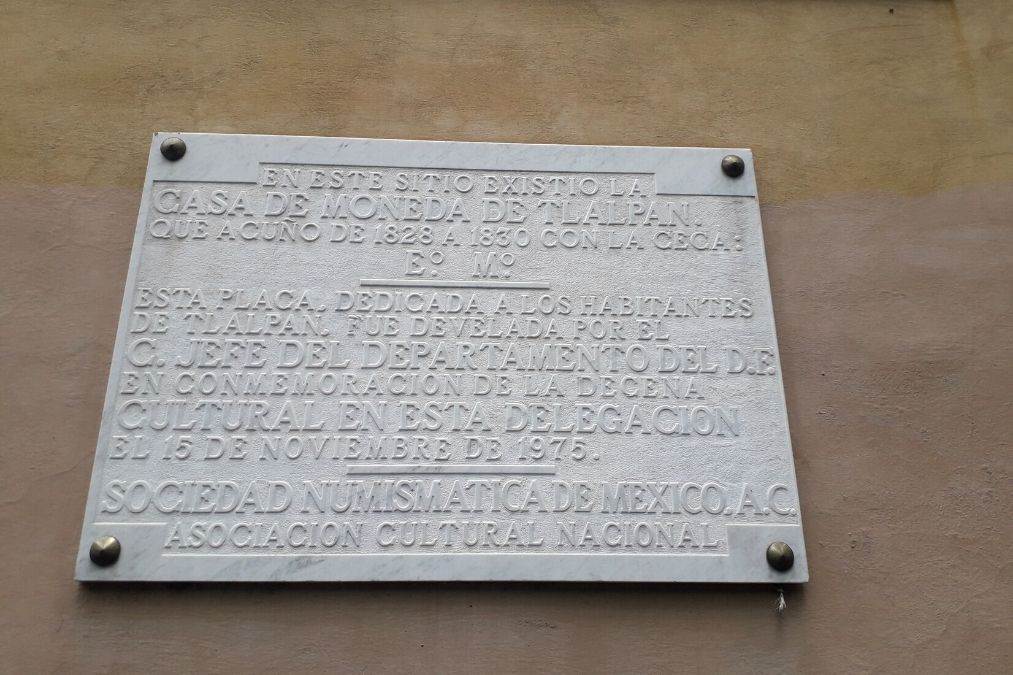 EN ESTE SITIO EXISTIO LA
CASA DE MONEDA DE TLALPAN.
QUE ACUÑO DE 1828 A 1830 CON LA CECA:
E.º M.º
ESTA PLACA, DEDICADA A LOS HABITANTES
DE TLALPAN. FUE DEVELADA POR EL
C. JEFE DEL DEPARTAMENTO DEL D.F.
EN CONMEMORACION DE LA DECENA
CULTURAL EN ESTA DELEGACION
EL 15 DE NOVIEMBRE DE 1975.
SOCIEDAD NUMISMATICA DE MEXICO. A.C.
ASOCIACION CULTURAL NACIONAL